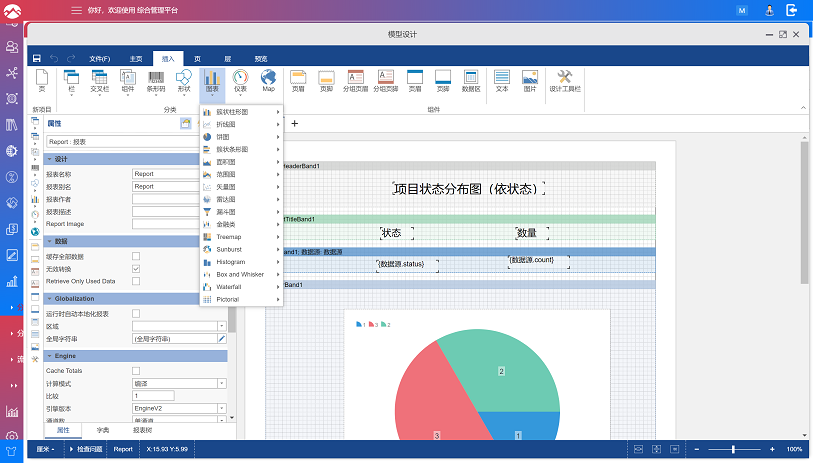 你好，欢迎使用 综合管理平台
M
模型设计
文件(F)
主页
插入
页
层
预览
页
栏
交叉栏
组件
条形码
形状
图表
仪表
Map
页眉
页脚
分组页眉
分组页脚
页眉
页脚
数据区
文本
图片
设计工具栏
新项目
分类
组件
属性
Report : 报表
设计
报表名称
Report
报表别名
Report
报表作者
报表描述
Report Image
数据
缓存全部数据
无效转换
Retrieve Only Used Data
Globalization
运行时自动本地化报表
区域
全局字符串
(全局字符串)
Engine
Cache Totals
计算模式
编译
比较
1
引擎版本
EngineV2
通道数
单通道
属性
字典
报表树
簇状柱形图
折线图
饼图
簇状条形图
面积图
范围图
矢量图
雷达图
漏斗图
金融类
Treemap
Sunburst
Histogram
Box and Whisker
Waterfall
Pictorial
+
HeaderBand1
项目状态分布图（依状态）
tTitleBand1
状态
数量
Band1; 数据源: 数据源
{数据源.status}
{数据源.count}
rBand1
1
3
2
2
3
1
分
流
厘米
检查问题
Report
X:15.93 Y:5.99
100%